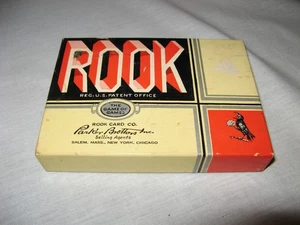 ROOK
REG. U.S. PATENT OFFICE
THE
GAME OF
GAMES
ROOK CARD CO.
Parker Brothers Inc.
Selling Agents
SALEM, MASS., NEW YORK, CHICAGO